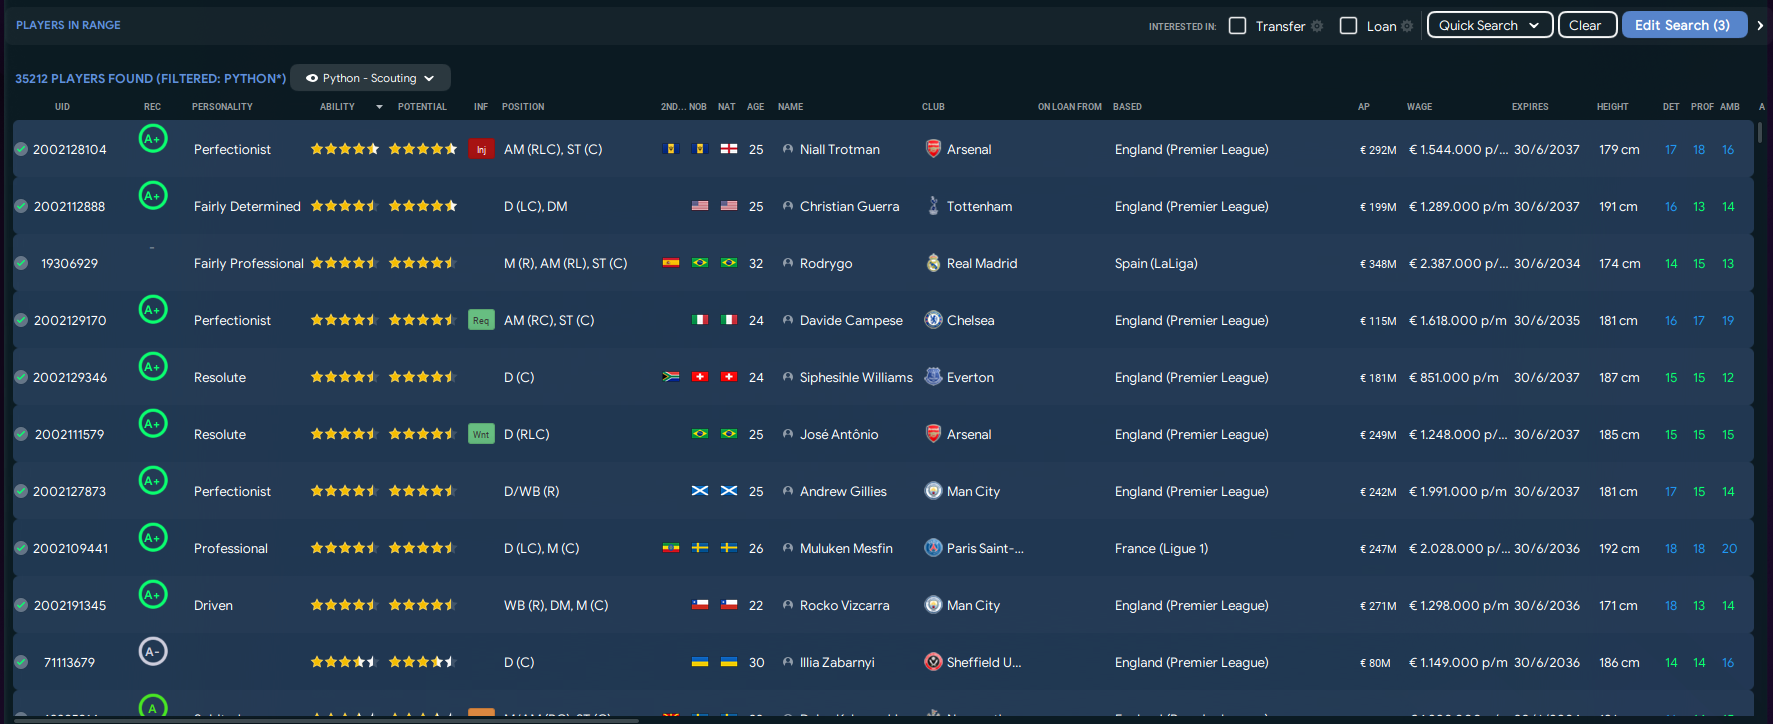 PLAYERS IN RANGE INTERESTED IN: Transfer Loan Quick Search Clear Edit Search (3)
35212 PLAYERS FOUND (FILTERED: PYTHON*) Python - Scouting
UID REC PERSONALITY ABILITY POTENTIAL INF POSITION 2ND... NOB NAT AGE NAME CLUB ON LOAN FROM BASED AP WAGE EXPIRES HEIGHT DET PROF AMB A
2002128104 A+ Perfectionist Inj AM (RLC), ST (C) 25 Niall Trotman Arsenal England (Premier League) € 292M € 1.544.000 p/... 30/6/2037 179 cm 17 18 16
2002112888 A+ Fairly Determined D (LC), DM 25 Christian Guerra Tottenham England (Premier League) € 199M € 1.289.000 p/m 30/6/2037 191 cm 16 13 14
19306929 - Fairly Professional M (R), AM (RL), ST (C) 32 Rodrygo Real Madrid Spain (LaLiga) € 348M € 2.387.000 p/... 30/6/2034 174 cm 14 15 13
2002129170 A+ Perfectionist Req AM (RC), ST (C) 24 Davide Campese Chelsea England (Premier League) € 115M € 1.618.000 p/m 30/6/2035 181 cm 16 17 19
2002129346 A+ Resolute D (C) 24 Siphesihle Williams Everton England (Premier League) € 181M € 851.000 p/m 30/6/2037 187 cm 15 15 12
2002111579 A+ Resolute Wnt D (RLC) 25 José Antônio Arsenal England (Premier League) € 249M € 1.248.000 p/... 30/6/2037 185 cm 15 15 15
2002127873 A+ Perfectionist D/WB (R) 25 Andrew Gillies Man City England (Premier League) € 242M € 1.991.000 p/m 30/6/2037 181 cm 17 15 14
2002109441 A+ Professional D (LC), M (C) 26 Muluken Mesfin Paris Saint-... France (Ligue 1) € 247M € 2.028.000 p/... 30/6/2036 192 cm 18 18 20
2002191345 A+ Driven WB (R), DM, M (C) 22 Rocko Vizcarra Man City England (Premier League) € 271M € 1.298.000 p/m 30/6/2036 171 cm 18 13 14
71113679 A- D (C) 30 Illia Zabarnyi Sheffield U... England (Premier League) € 80M € 1.149.000 p/m 30/6/2036 186 cm 14 14 16
A